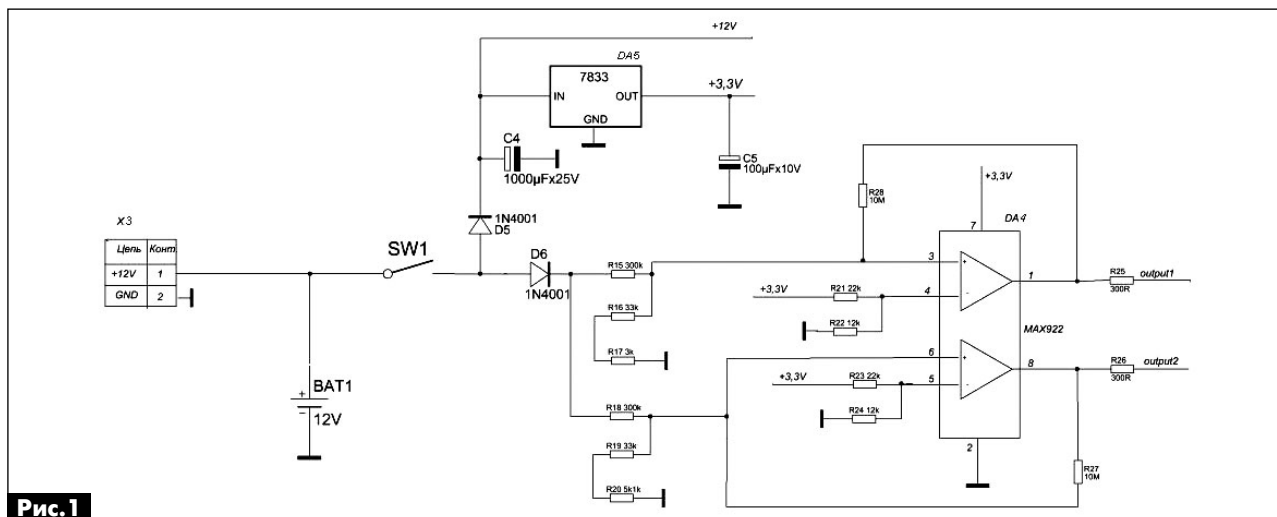 +12V
DA5
7833
IN
OUT
GND
+3,3V
C4
1000µFx25V
C5
100µFx10V
1N4001
D5
X3
Цепь Конт.
+12V 1
GND 2
SW1
D6
1N4001
BAT1
+
−
12V
R15 300k
R16 33k
R17 3k
R18 300k
R19 33k
R20 5k1k
R28
10M
+3,3V
7
DA4
3
+
-
4
1
+3,3V
R21 22k
R22 12k
R25
300R
output1
MAX922
6
+
-
5
8
+3,3V
R23 22k
R24 12k
R26
300R
output2
2
R27
10M
Рис.1